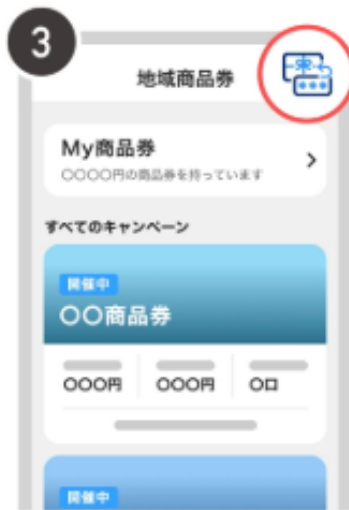 3
地域商品券
My商品券
〇〇〇〇円の商品券を持っています
すべてのキャンペーン
開催中
〇〇商品券
〇〇〇円
〇〇〇円
〇口
開催中